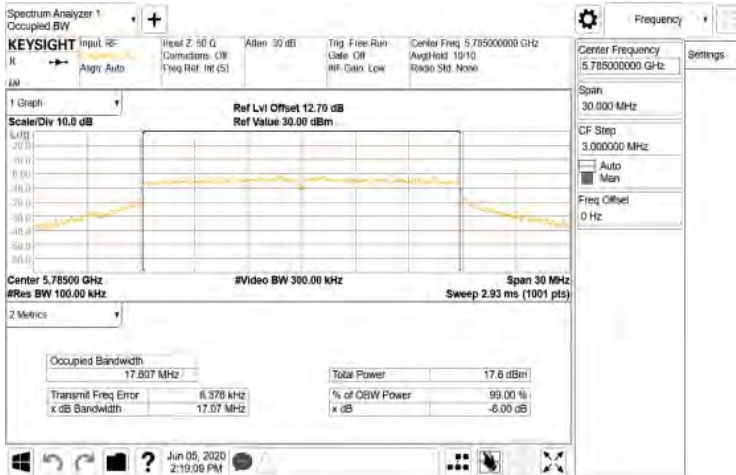 Spectrum Analyzer 1
Occupied BW
Frequency
KEYSIGHT Input: RF
Input Z: 50 Ω
Atten: 30 dB
Trig: Free Run
Center Freq: 5.785000000 GHz
Corrections: Off
Gate: Off
Avg|Hold: 10/10
Align: Auto
Freq Ref: Int (S)
#IF Gain: Low
Radio Std: None
Center Frequency
5.785000000 GHz
Settings
Span
30.000 MHz
CF Step
3.000000 MHz
Auto
Man
Freq Offset
0 Hz
1 Graph
Ref Lvl Offset 12.70 dB
Scale/Div 10.0 dB
Ref Value 30.00 dBm
Center 5.78500 GHz
#Video BW 300.00 kHz
Span 30 MHz
#Res BW 100.00 kHz
Sweep 2.93 ms (1001 pts)
2 Metrics
Occupied Bandwidth
17.607 MHz
Total Power
17.6 dBm
Transmit Freq Error
6.378 kHz
% of OBW Power
99.00 %
x dB Bandwidth
17.07 MHz
x dB
-6.00 dB
?
Jun 05, 2020
2:19:09 PM